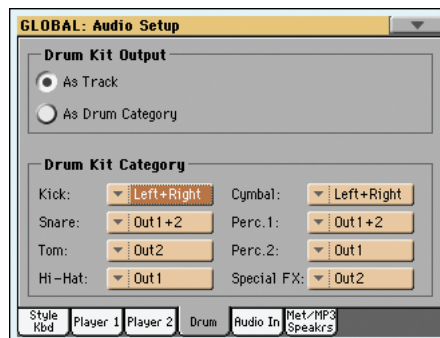 GLOBAL: Audio Setup
Drum Kit Output
As Track
As Drum Category
Drum Kit Category
Kick: Left+Right Cymbal: Left+Right
Snare: Out1+2 Perc.1: Out1+2
Tom: Out2 Perc.2: Out1
Hi-Hat: Out1 Special FX: Out2
Style Kbd Player 1 Player 2 Drum Audio In Met/MP3 Speakrs